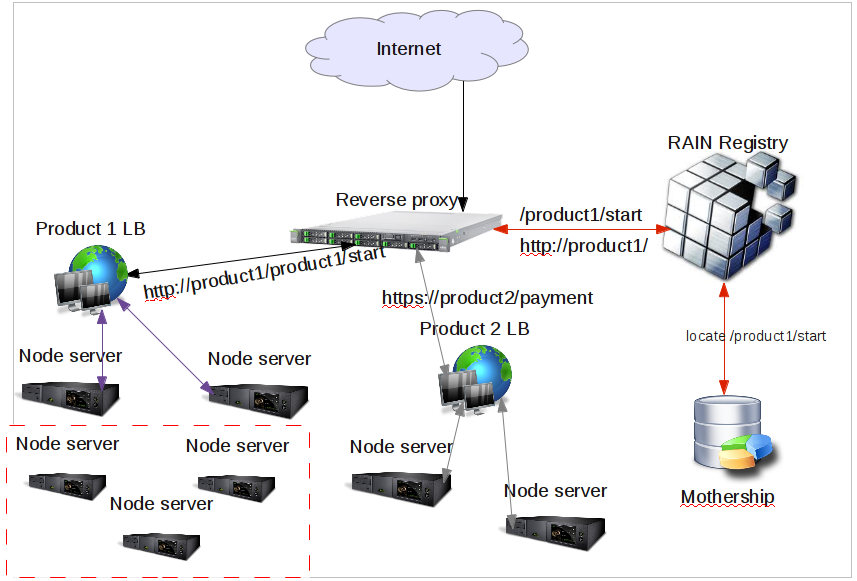 Internet
RAIN Registry
Reverse proxy
/product1/start
http://product1/
Product 1 LB
http://product1/product1/start
https://product2/payment
Product 2 LB
locate /product1/start
Node server
Node server
Node server
Node server
Node server
Node server
Node server
Mothership